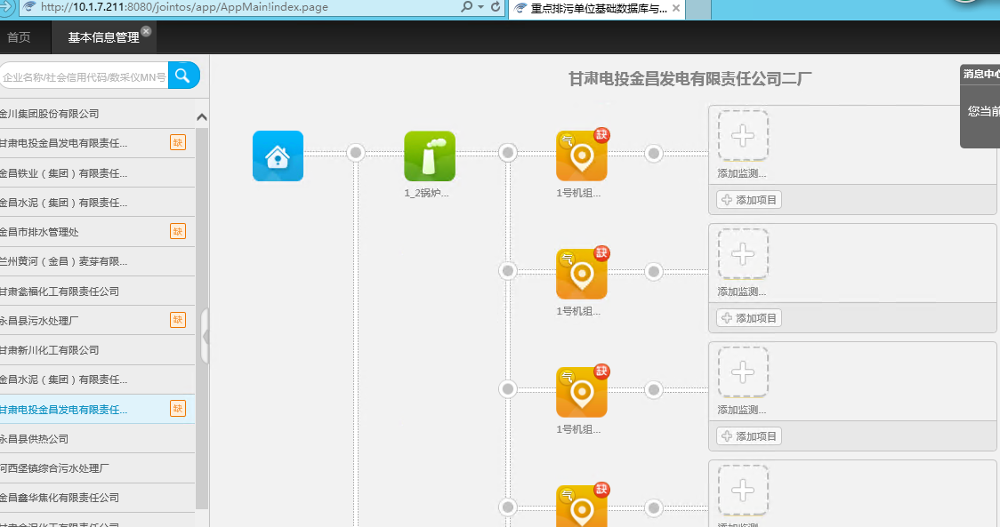 http://10.1.7.211:8080/jointos/app/AppMain!index.page
重点排污单位基础数据库与...
首页
基本信息管理
企业名称/社会信用代码/数采仪MN号
金川集团股份有限公司
甘肃电投金昌发电有限责任...
缺
金昌铁业（集团）有限责任...
金昌水泥（集团）有限责任...
金昌市排水管理处
缺
兰州黄河（金昌）麦芽有限...
甘肃瓮福化工有限责任公司
永昌县污水处理厂
缺
甘肃新川化工有限公司
金昌水泥（集团）有限责任...
甘肃电投金昌发电有限责任...
缺
永昌县供热公司
河西堡镇综合污水处理厂
金昌鑫华焦化有限责任公司
甘肃电投金昌发电有限责任公司二厂
消息中心
您当前
1_2锅炉...
气
缺
1号机组...
添加监测...
添加项目
气
缺
1号机组...
添加监测...
添加项目
气
缺
1号机组...
添加监测...
添加项目
气
缺
添加监测...